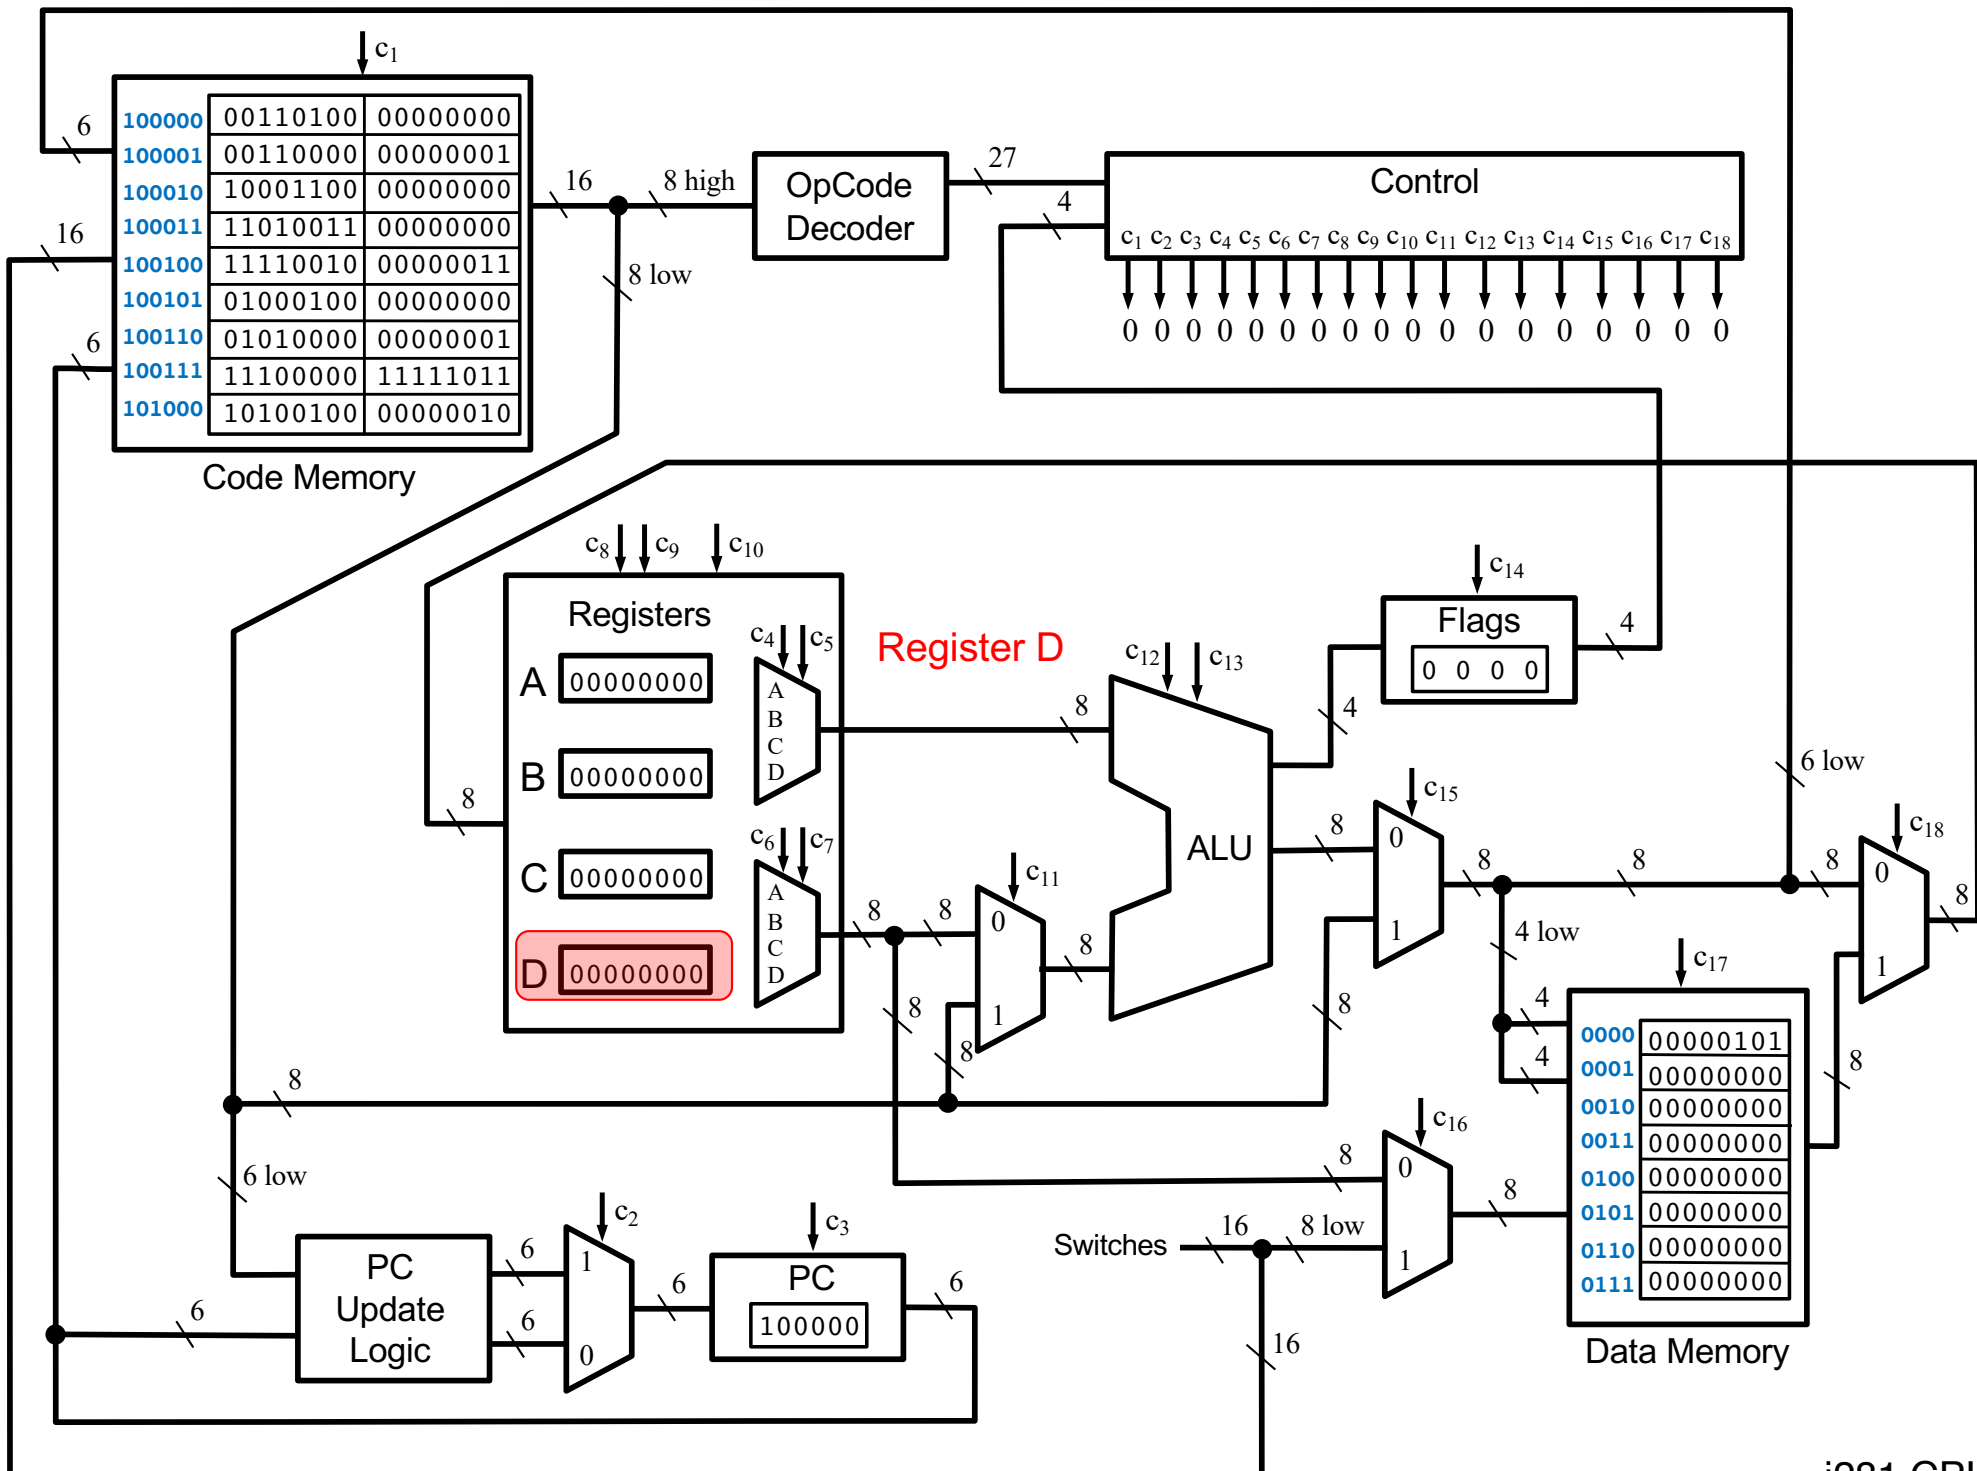 c1
100000 00110100 00000000
100001 00110000 00000001
100010 10001100 00000000
100011 11010011 00000000
100100 11110010 00000011
100101 01000100 00000000
100110 01010000 00000001
100111 11100000 11111011
101000 10100100 00000010
Code Memory
6
16
6
16
8 high
8 low
OpCode
Decoder
27
4
Control
c1 c2 c3 c4 c5 c6 c7 c8 c9 c10 c11 c12 c13 c14 c15 c16 c17 c18
0 0 0 0 0 0 0 0 0 0 0 0 0 0 0 0 0 0
c8 c9 c10
Registers
A 00000000
B 00000000
C 00000000
D 00000000
8
c4 c5
A
B
C
D
c6 c7
A
B
C
D
Register D
8
8
8
8
c11
0
1
8
8
c12 c13
ALU
c14
Flags
0 0 0 0
4
4
8
c15
0
1
8
8
8
6 low
8
c18
0
1
8
4 low
4
4
c17
0000 00000101
0001 00000000
0010 00000000
0011 00000000
0100 00000000
0101 00000000
0110 00000000
0111 00000000
Data Memory
8
8
6 low
PC
Update
Logic
6
6
6
c2
1
0
6
c3
PC
100000
6
Switches
16
8 low
16
8
c16
0
1
8